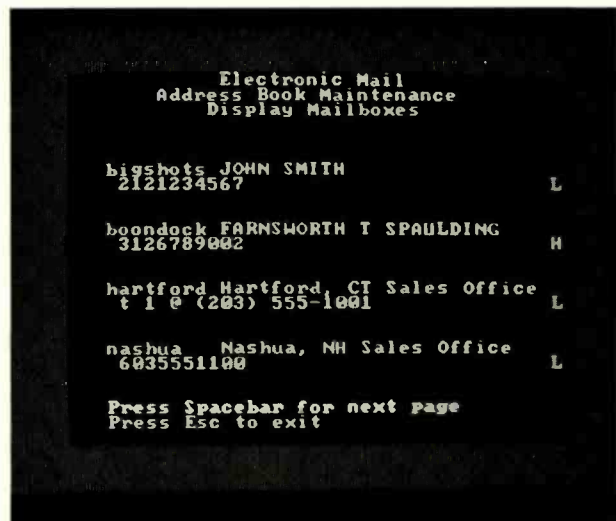 Electronic Mail
Address Book Maintenance
Display Mailboxes
bigshots JOHN SMITH
2121234567 L
boondock FARNSWORTH T SPAULDING
3126789002 H
hartford Hartford, CT Sales Office
t 1 @ (203) 555-1001 L
nashua Nashua, NH Sales Office
6035551100 L
Press Spacebar for next page
Press Esc to exit